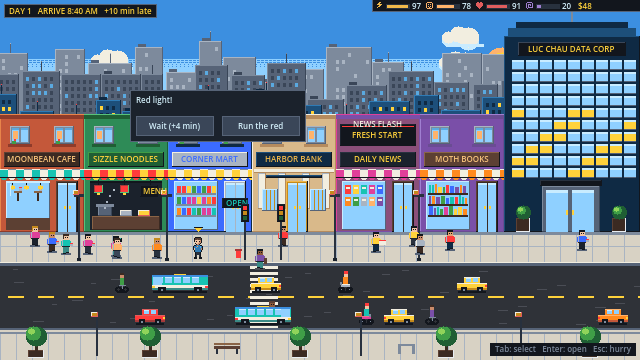 DAY 1 ARRIVE 8:40 AM +10 min late
97 78 91 20 $48
LUC CHAU DATA CORP
Red light!
Wait (+4 min)
Run the red
NEWS FLASH
FRESH START
MOONBEAN CAFE
SIZZLE NOODLES
CORNER MART
HARBOR BANK
DAILY NEWS
MOTH BOOKS
MENU
OPEN
Tab: select Enter: open Esc: hurry